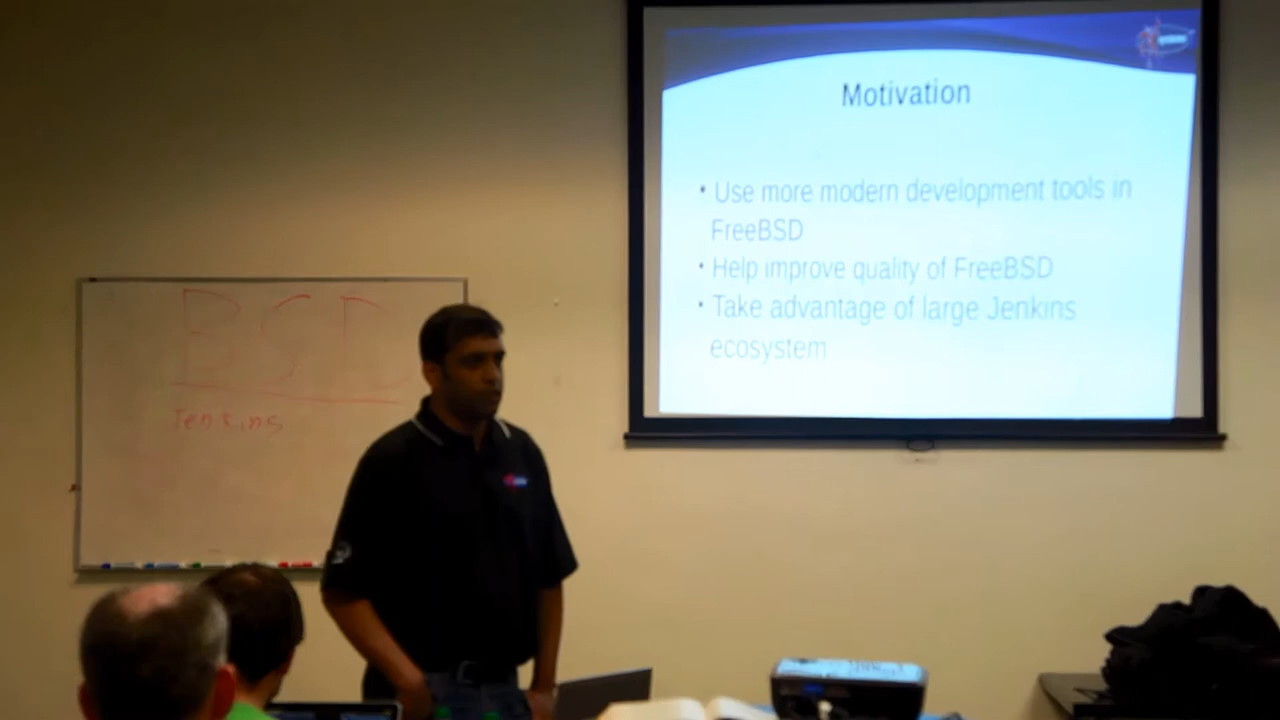 BSD
Jenkins
Motivation
• Use more modern development tools in
FreeBSD
• Help improve quality of FreeBSD
• Take advantage of large Jenkins
ecosystem